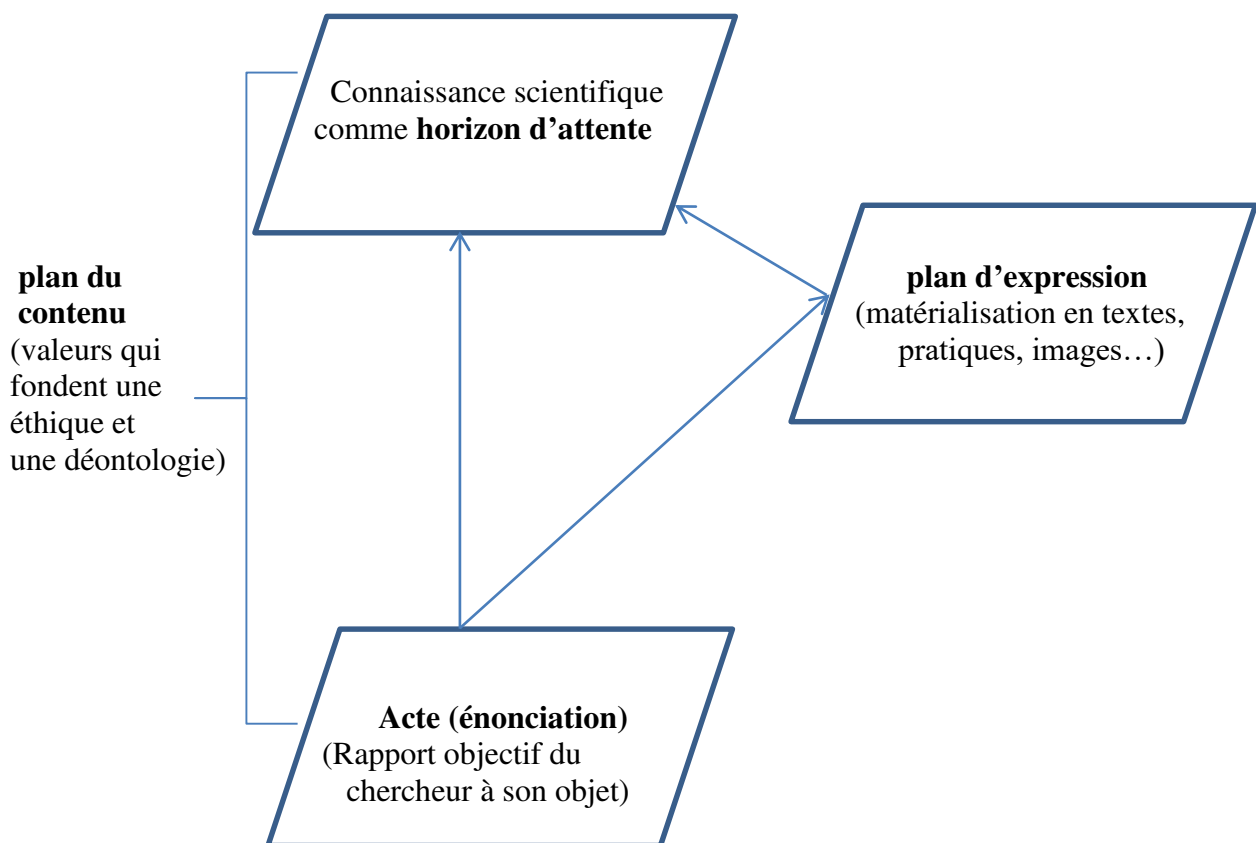 Connaissance scientifique
comme horizon d’attente
plan du
contenu
(valeurs qui
fondent une
éthique et
une déontologie)
plan d’expression
(matérialisation en textes,
pratiques, images…)
Acte (énonciation)
(Rapport objectif du
chercheur à son objet)